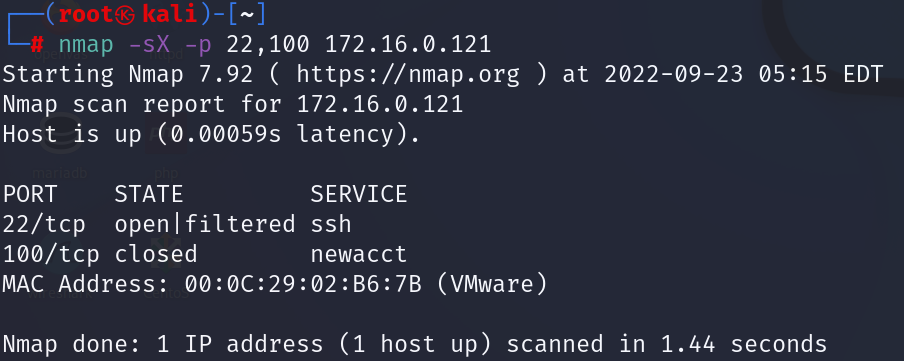 ┌──(root㉿kali)-[~]
└─# nmap -sX -p 22,100 172.16.0.121
Starting Nmap 7.92 ( https://nmap.org ) at 2022-09-23 05:15 EDT
Nmap scan report for 172.16.0.121
Host is up (0.00059s latency).
mariadb php
PORT    STATE         SERVICE
22/tcp  open|filtered ssh
100/tcp closed        newacct
MAC Address: 00:0C:29:02:B6:7B (VMware)
Nmap done: 1 IP address (1 host up) scanned in 1.44 seconds